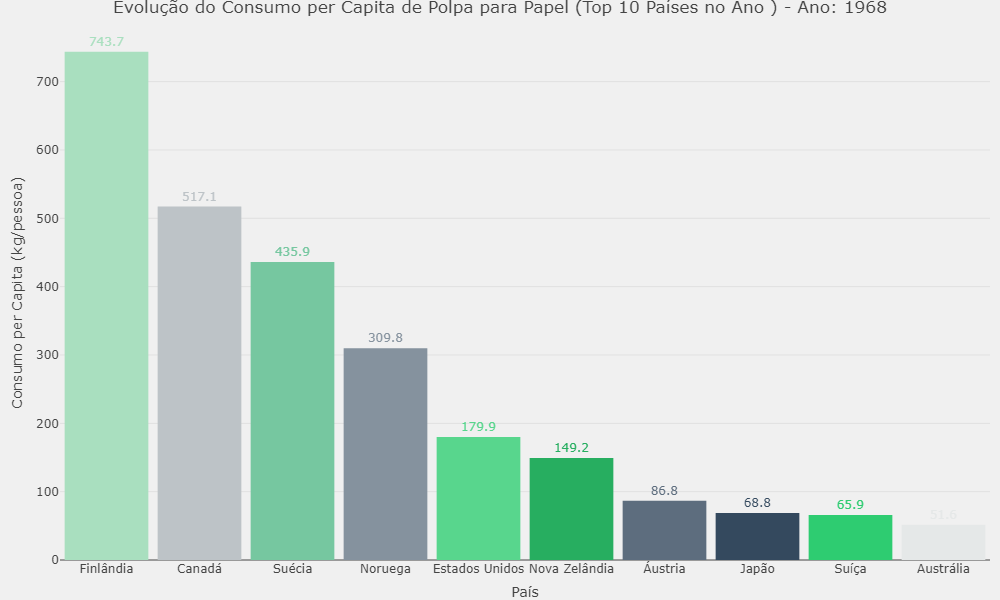 Evolução do Consumo per Capita de Polpa para Papel (Top 10 Países no Ano ) - Ano: 1968
Consumo per Capita (kg/pessoa)
700
600
500
400
300
200
100
0
743.7
517.1
435.9
309.8
179.9
149.2
86.8
68.8
65.9
51.6
Finlândia
Canadá
Suécia
Noruega
Estados Unidos
Nova Zelândia
Áustria
Japão
Suíça
Austrália
País